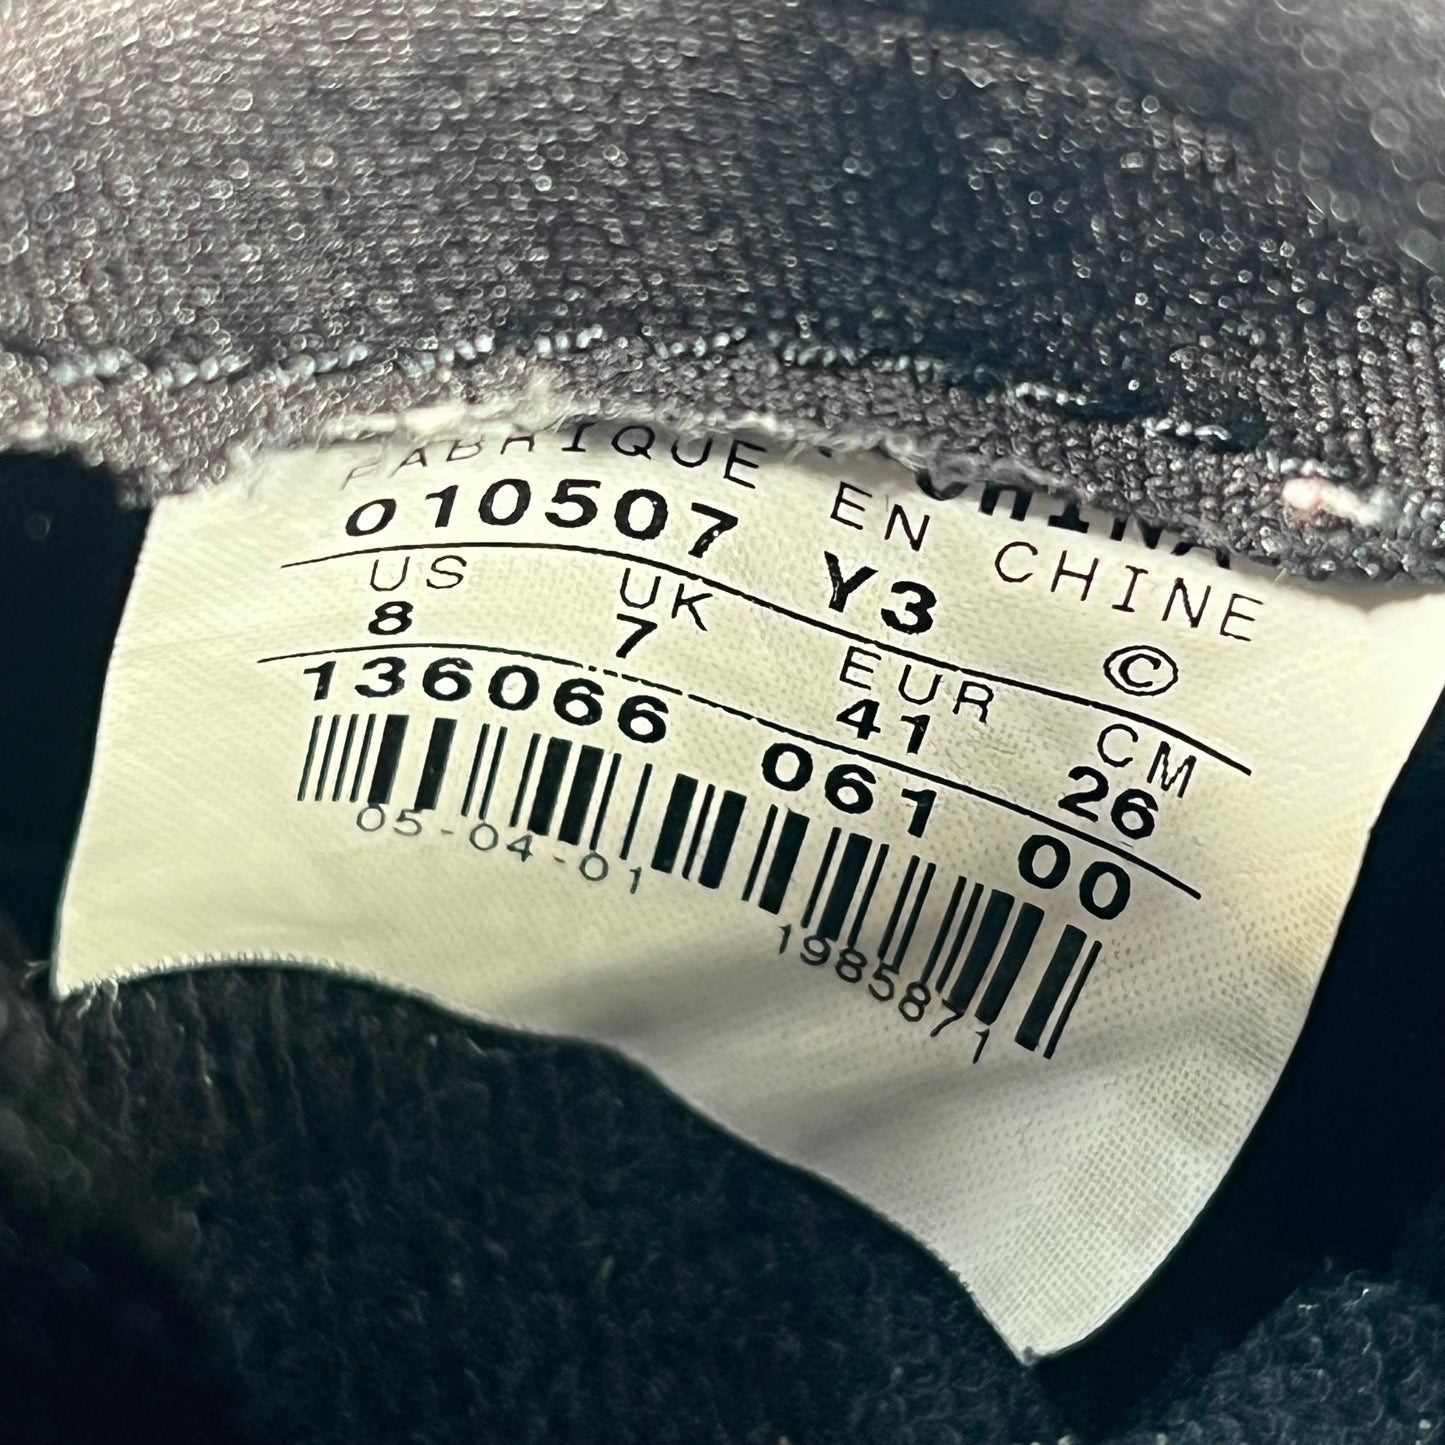 CHINA
FABRIQUE EN CHINE
010507 Y3 ©
US UK EUR CM
8 7 41 26
136066 061 00
05-04-01 1985871